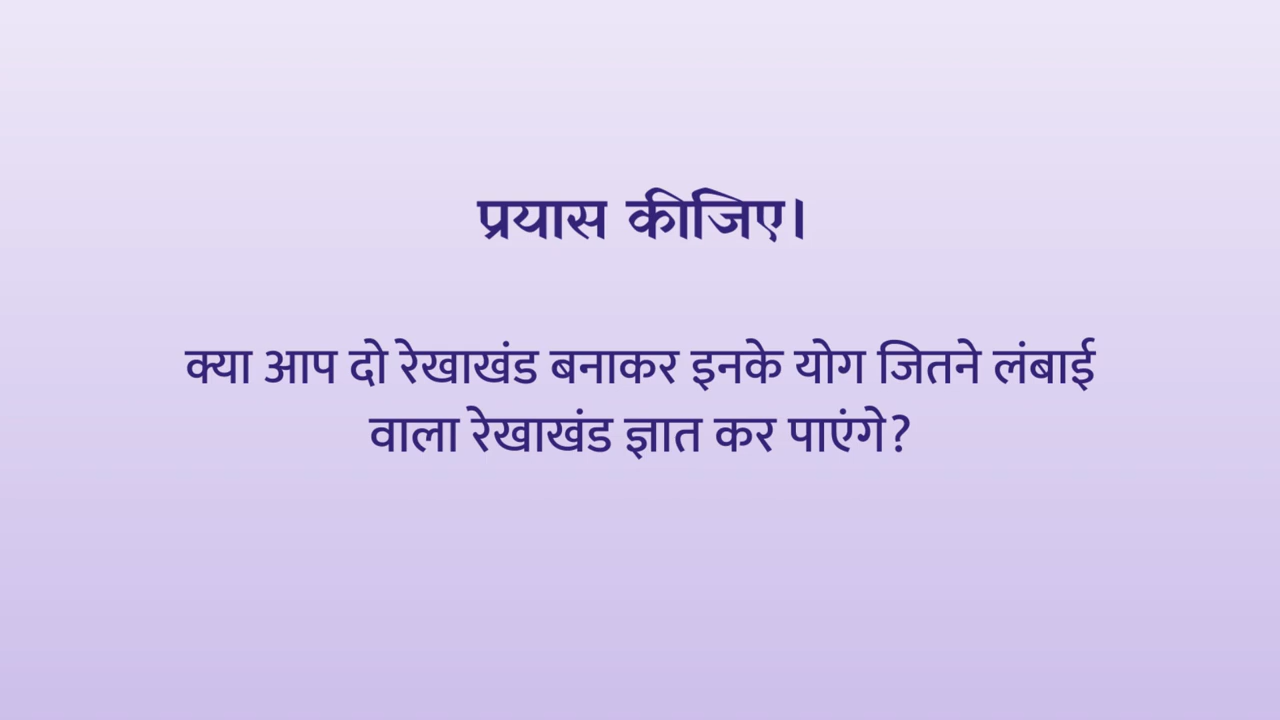 प्रयास कीजिए।
क्या आप दो रेखाखंड बनाकर इनके योग जितने लंबाई
वाला रेखाखंड ज्ञात कर पाएंगे?